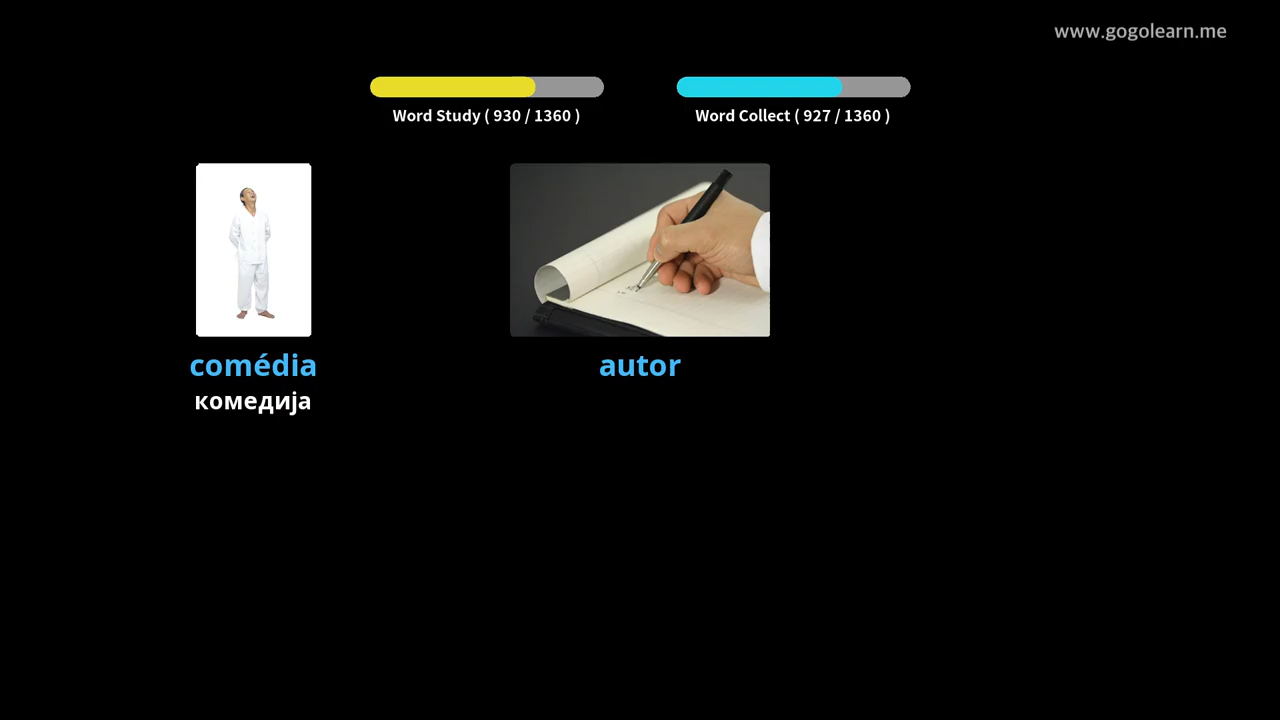 www.gogolearn.me
Word Study ( 930 / 1360 )
Word Collect ( 927 / 1360 )
comédia
autor
комедија